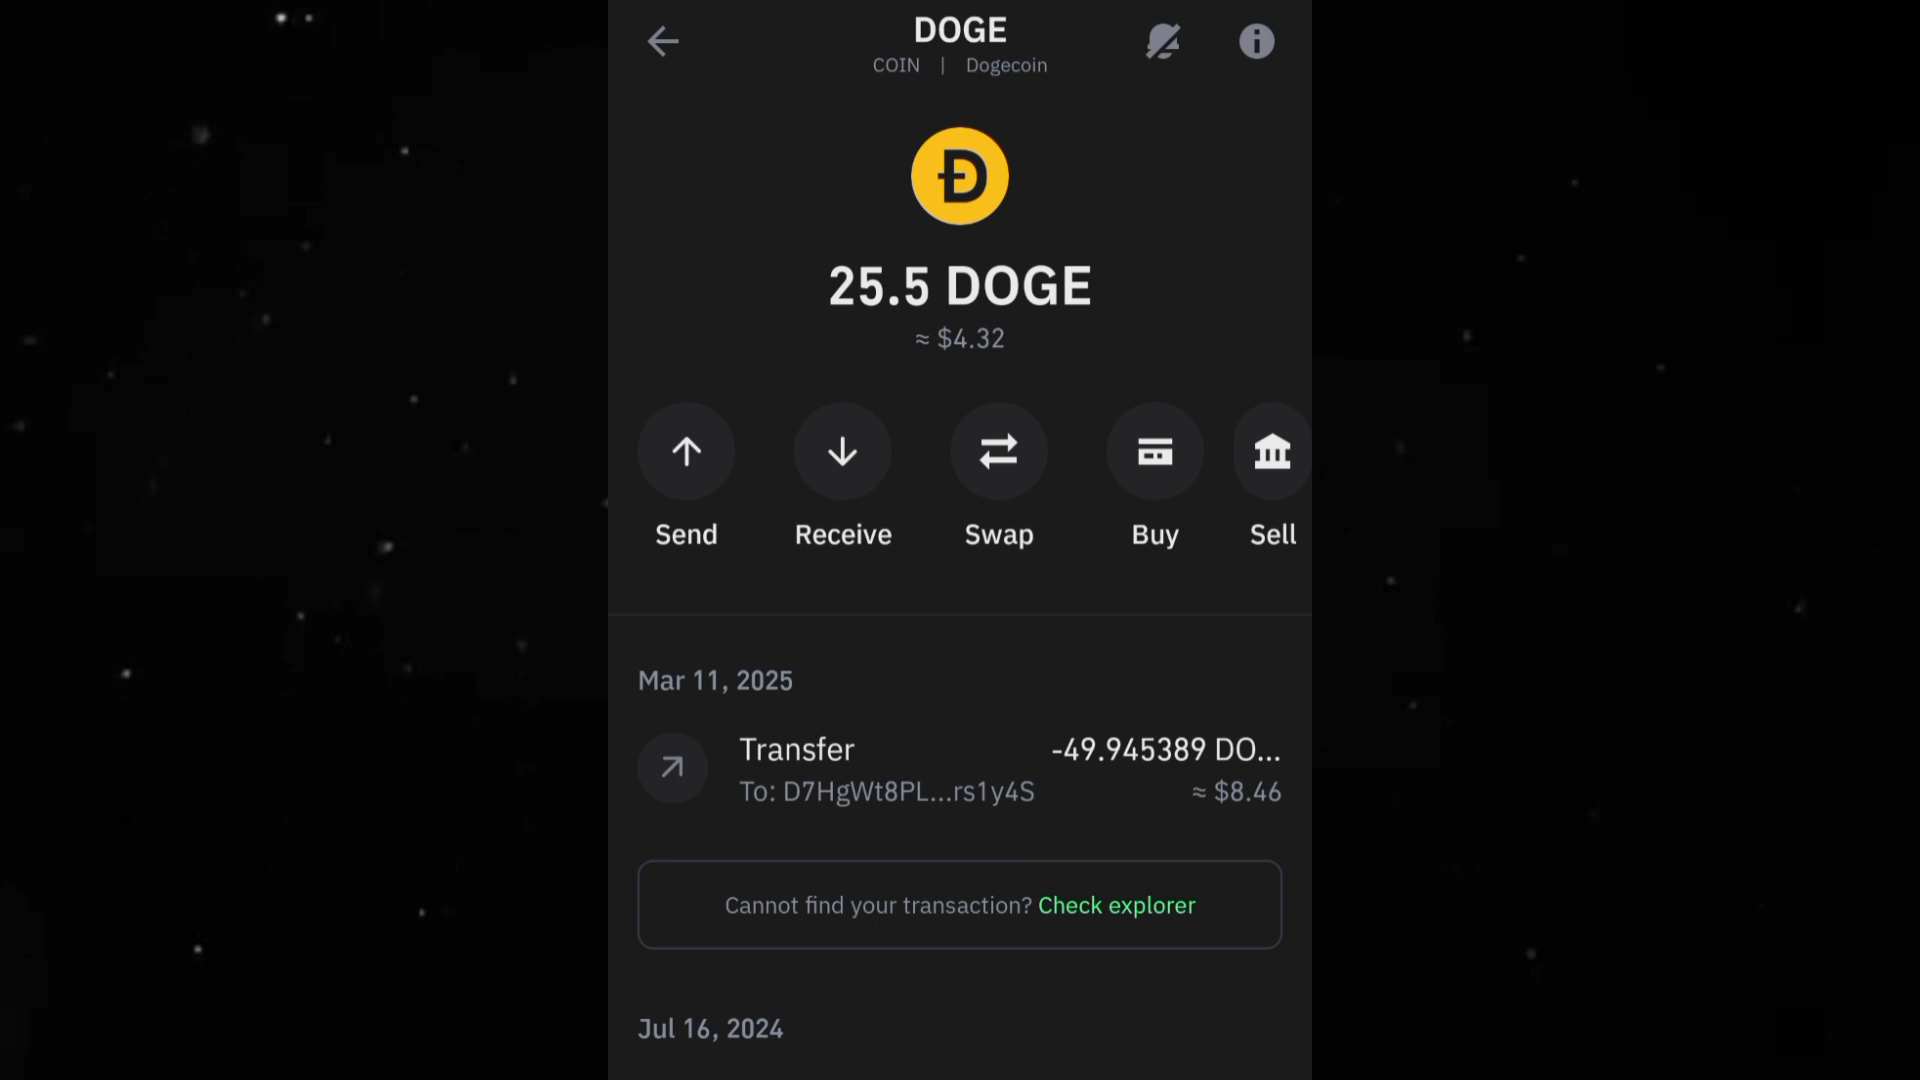 DOGE
COIN | Dogecoin
25.5 DOGE
≈ $4.32
Send Receive Swap Buy Sell
Mar 11, 2025
Transfer -49.945389 DO...
To: D7HgWt8PL...rs1y4S ≈ $8.46
Cannot find your transaction? Check explorer
Jul 16, 2024